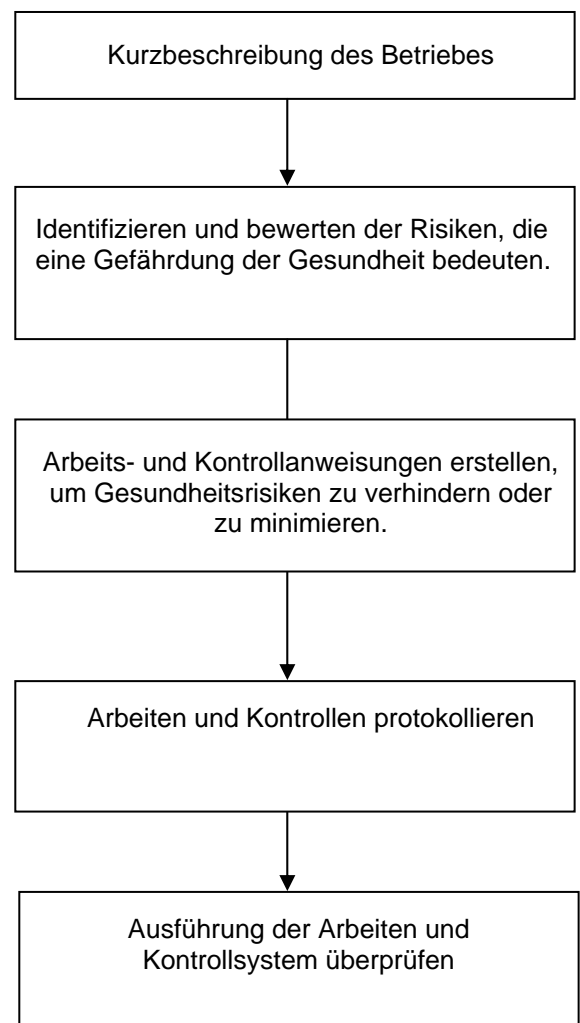 Kurzbeschreibung des Betriebes
Identifizieren und bewerten der Risiken, die
eine Gefährdung der Gesundheit bedeuten.
Arbeits- und Kontrollanweisungen erstellen,
um Gesundheitsrisiken zu verhindern oder
zu minimieren.
Arbeiten und Kontrollen protokollieren
Ausführung der Arbeiten und
Kontrollsystem überprüfen